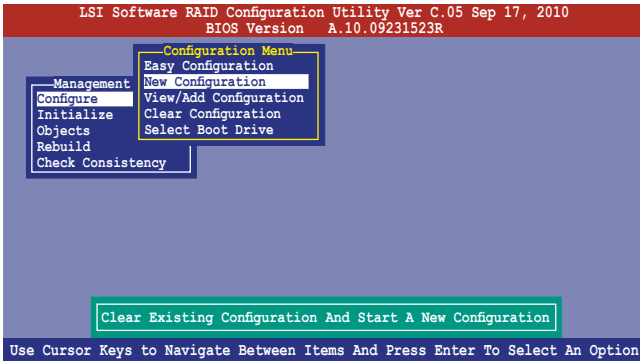 LSI Software RAID Configuration Utility Ver C.05 Sep 17, 2010
BIOS Version A.10.09231523R
Configuration Menu
Easy Configuration
New Configuration
View/Add Configuration
Clear Configuration
Select Boot Drive
Management
Configure
Initialize
Objects
Rebuild
Check Consistency
Clear Existing Configuration And Start A New Configuration
Use Cursor Keys to Navigate Between Items And Press Enter To Select An Option